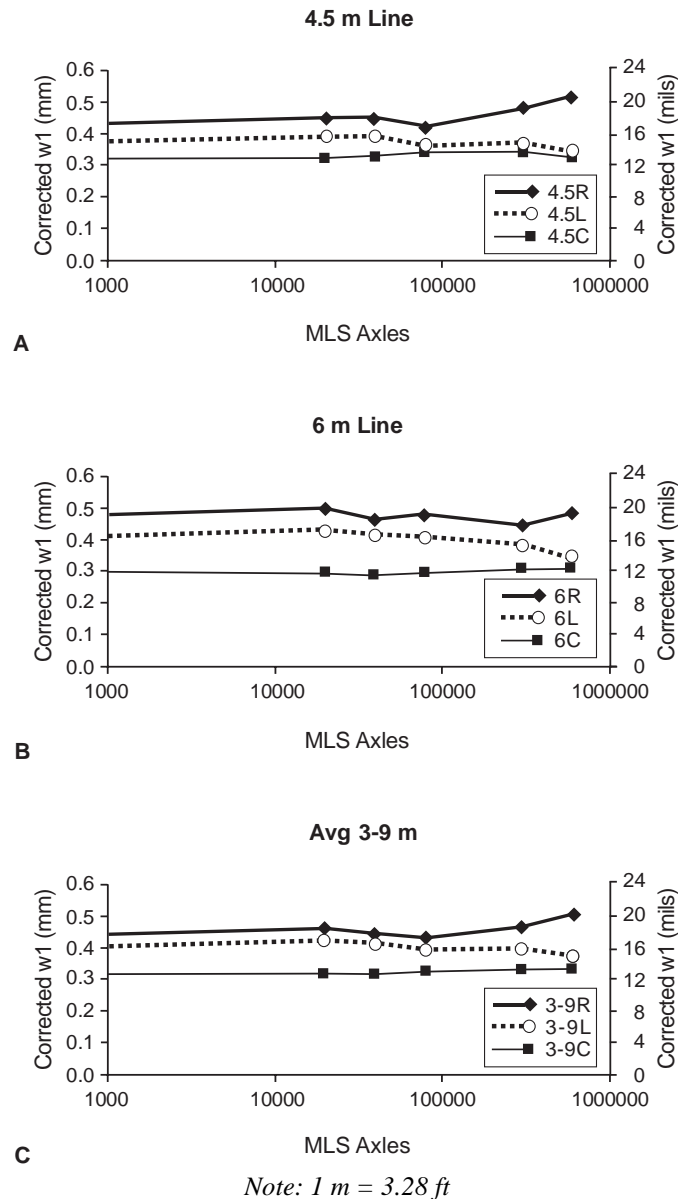 4.5 m Line
Corrected w1 (mm)
0.6
0.5
0.4
0.3
0.2
0.1
0.0
24
20
16
12
8
4
0
Corrected w1 (mils)
4.5R
4.5L
4.5C
1000 10000 100000 1000000
MLS Axles
A
6 m Line
Corrected w1 (mm)
0.6
0.5
0.4
0.3
0.2
0.1
0.0
24
20
16
12
8
4
0
Corrected w1 (mils)
6R
6L
6C
1000 10000 100000 1000000
MLS Axles
B
Avg 3-9 m
Corrected w1 (mm)
0.6
0.5
0.4
0.3
0.2
0.1
0.0
24
20
16
12
8
4
0
Corrected w1 (mils)
3-9R
3-9L
3-9C
1000 10000 100000 1000000
MLS Axles
C
Note: 1 m = 3.28 ft